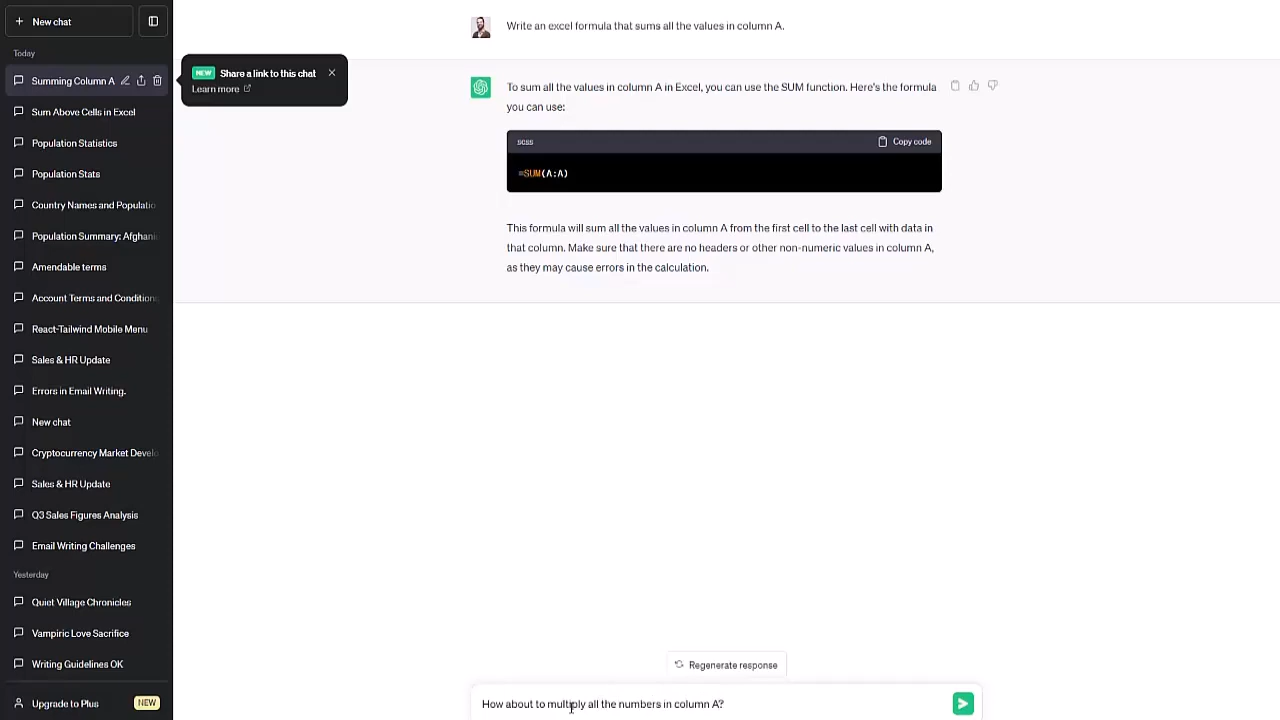 New chat
Today
Summing Column A
Sum Above Cells in Excel
Population Statistics
Population Stats
Country Names and Populatio
Population Summary: Afghani
Amendable terms
Account Terms and Condition
React-Tailwind Mobile Menu
Sales & HR Update
Errors in Email Writing.
New chat
Cryptocurrency Market Develo
Sales & HR Update
Q3 Sales Figures Analysis
Email Writing Challenges
Yesterday
Quiet Village Chronicles
Vampiric Love Sacrifice
Writing Guidelines OK
Upgrade to Plus NEW
NEW Share a link to this chat
Learn more
Write an excel formula that sums all the values in column A.
To sum all the values in column A in Excel, you can use the SUM function. Here's the formula
you can use:
scss Copy code
=SUM(A:A)
This formula will sum all the values in column A from the first cell to the last cell with data in
that column. Make sure that there are no headers or other non-numeric values in column A,
as they may cause errors in the calculation.
Regenerate response
How about to multiply all the numbers in column A?